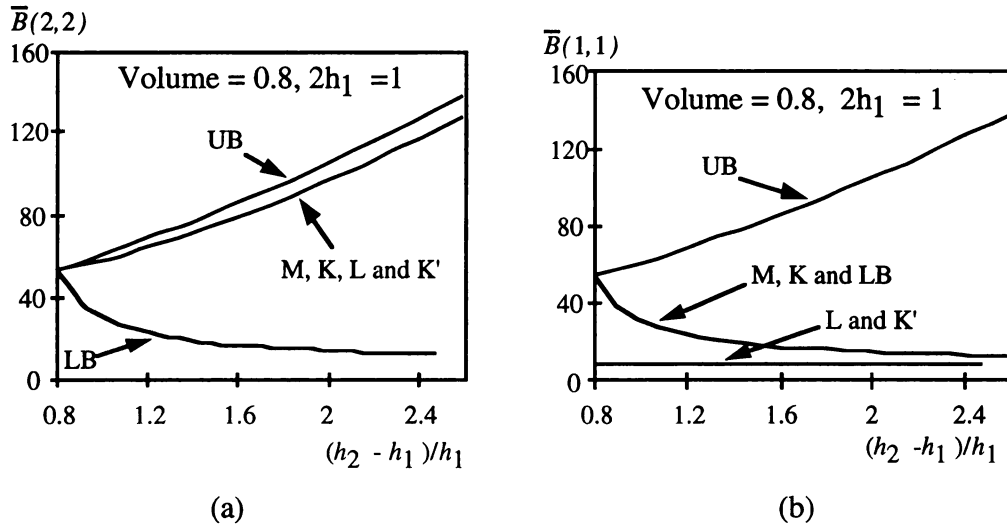 B̅(2,2)
160
120
80
40
0
Volume = 0.8, 2h₁ =1
UB
M, K, L and K'
LB
0.8 1.2 1.6 2 2.4
(h₂ - h₁)/h₁
(a)
B̅(1,1)
160
120
80
40
0
Volume = 0.8, 2h₁ = 1
UB
M, K and LB
L and K'
0.8 1.2 1.6 2 2.4
(h₂ -h₁)/h₁
(b)